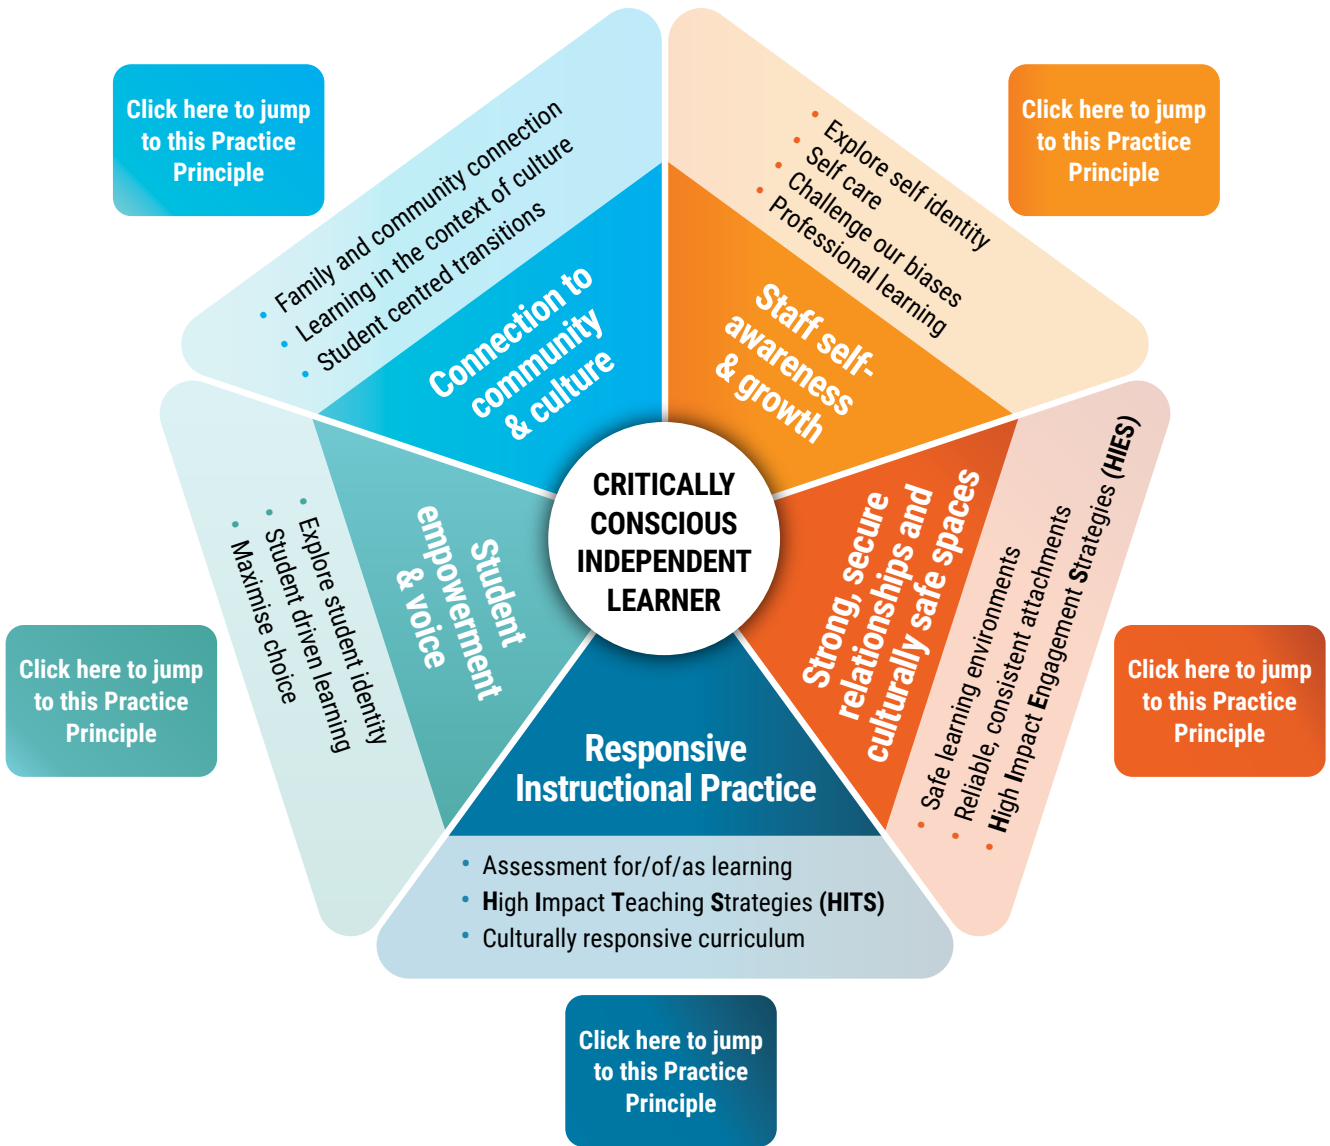 Click here to jump
to this Practice
Principle
• Family and community connection
• Learning in the context of culture
• Student centred transitions
Connection to
community
& culture
Click here to jump
to this Practice
Principle
• Explore self identity
• Self care
• Challenge our biases
• Professional learning
Staff self-
awareness
& growth
CRITICALLY
CONSCIOUS
INDEPENDENT
LEARNER
Strong, secure
relationships and
culturally safe spaces
• Safe learning environments
• Reliable, consistent attachments
• High Impact Engagement Strategies (HIES)
Click here to jump
to this Practice
Principle
Student
empowerment
& voice
• Explore student identity
• Student driven learning
• Maximise choice
Click here to jump
to this Practice
Principle
Responsive
Instructional Practice
• Assessment for/of/as learning
• High Impact Teaching Strategies (HITS)
• Culturally responsive curriculum
Click here to jump
to this Practice
Principle